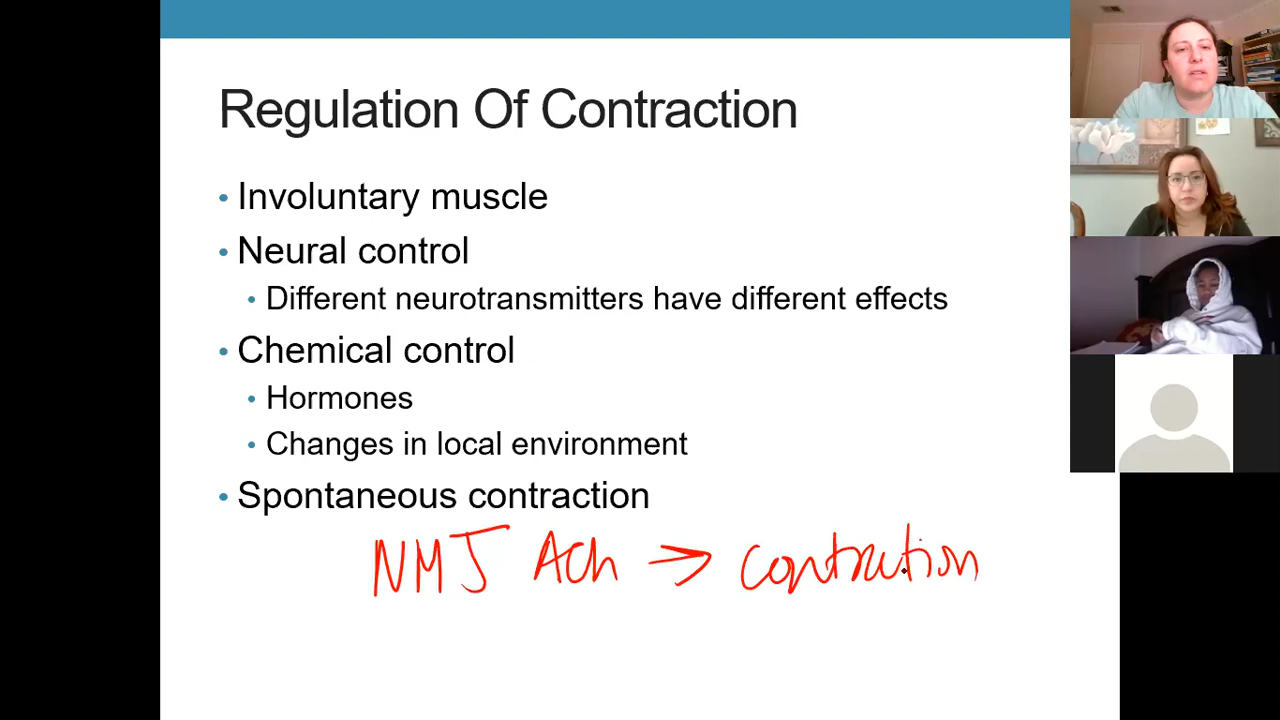 Regulation Of Contraction
• Involuntary muscle
• Neural control
• Different neurotransmitters have different effects
• Chemical control
• Hormones
• Changes in local environment
• Spontaneous contraction
NMJ ACh → contraction